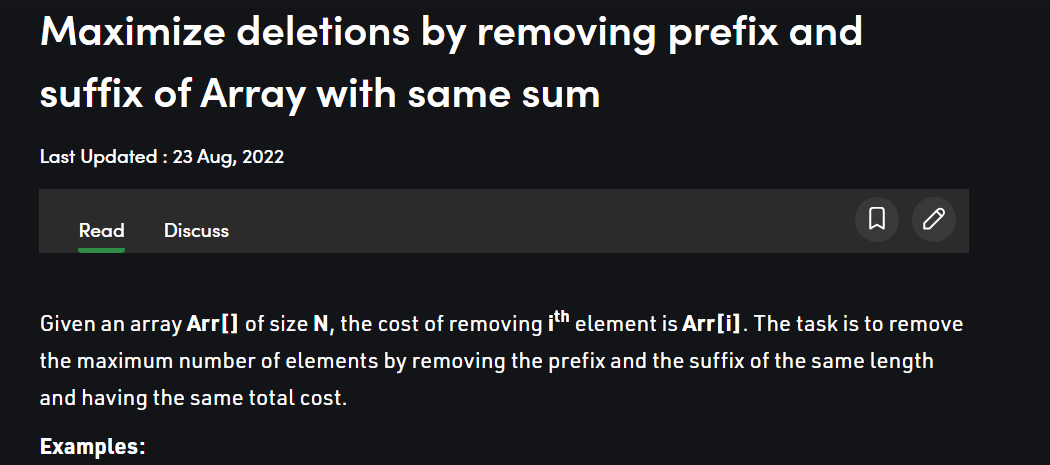 Maximize deletions by removing prefix and
suffix of Array with same sum
Last Updated : 23 Aug, 2022
Read Discuss
Given an array Arr[] of size N, the cost of removing ith element is Arr[i]. The task is to remove
the maximum number of elements by removing the prefix and the suffix of the same length
and having the same total cost.
Examples: